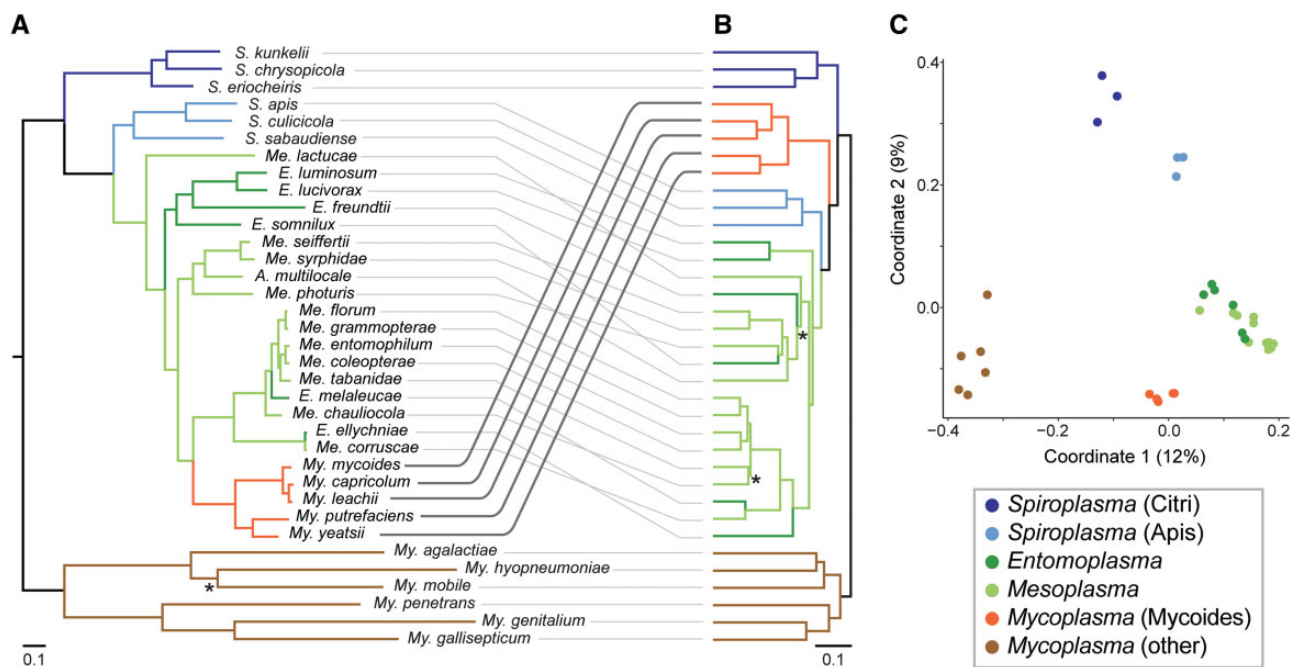 A
B
C
S. kunkelii
S. chrysopicola
S. eriocheiris
S. apis
S. culicicola
S. sabaudiense
Me. lactucae
E. luminosum
E. lucivorax
E. freundtii
E. somnilux
Me. seiffertii
Me. syrphidae
A. multilocale
Me. photuris
Me. florum
Me. grammopterae
Me. entomophilum
Me. coleopterae
Me. tabanidae
E. melaleucae
Me. chauliocola
E. ellychniae
Me. corruscae
My. mycoides
My. capricolum
My. leachii
My. putrefaciens
My. yeatsii
My. agalactiae
My. hyopneumoniae
*
My. mobile
My. penetrans
My. genitalium
My. gallisepticum
0.1
*
*
0.1
Coordinate 2 (9%)
0.4
0.2
0.0
−0.4
−0.2
0.0
0.2
Coordinate 1 (12%)
Spiroplasma (Citri)
Spiroplasma (Apis)
Entomoplasma
Mesoplasma
Mycoplasma (Mycoides)
Mycoplasma (other)